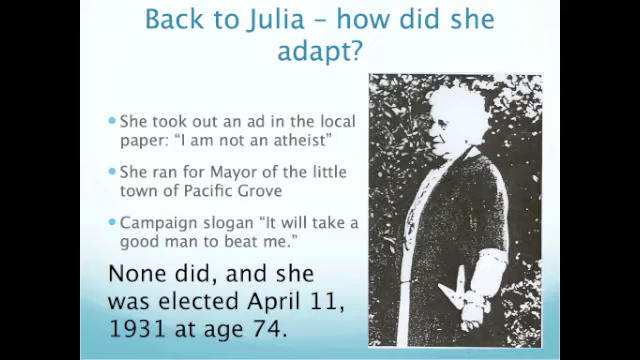 Back to Julia – how did she
adapt?
She took out an ad in the local
paper: “I am not an atheist”
She ran for Mayor of the little
town of Pacific Grove
Campaign slogan “It will take a
good man to beat me.”
None did, and she
was elected April 11,
1931 at age 74.